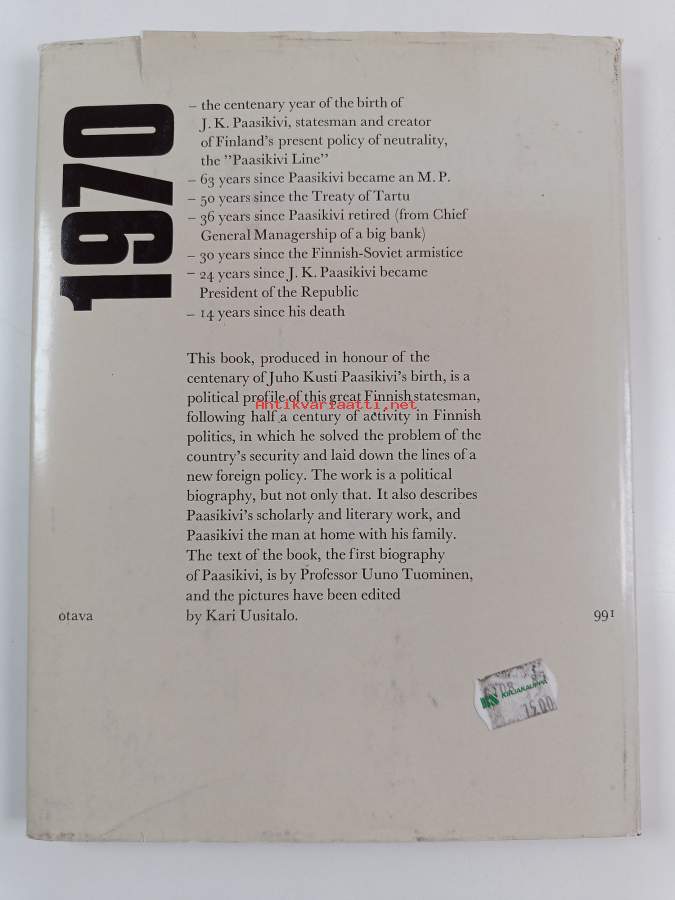 1970
– the centenary year of the birth of
J. K. Paasikivi, statesman and creator
of Finland's present policy of neutrality,
the ”Paasikivi Line”
– 63 years since Paasikivi became an M. P.
– 50 years since the Treaty of Tartu
– 36 years since Paasikivi retired (from Chief
General Managership of a big bank)
– 30 years since the Finnish-Soviet armistice
– 24 years since J. K. Paasikivi became
President of the Republic
– 14 years since his death
This book, produced in honour of the
centenary of Juho Kusti Paasikivi's birth, is a
political profile of this great Finnish statesman,
Antikvariaatti.net
following half a century of activity in Finnish
politics, in which he solved the problem of the
country's security and laid down the lines of a
new foreign policy. The work is a political
biography, but not only that. It also describes
Paasikivi's scholarly and literary work, and
Paasikivi the man at home with his family.
The text of the book, the first biography
of Paasikivi, is by Professor Uuno Tuominen,
and the pictures have been edited
by Kari Uusitalo.
otava
991
KIRJAKAUPPA